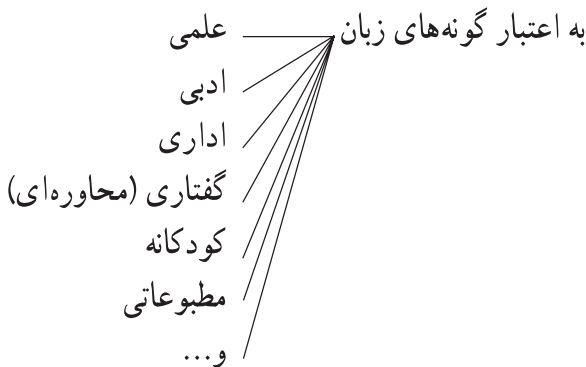 به اعتبار گونه‌های زبان
علمی
ادبی
اداری
گفتاری (محاوره‌ای)
کودکانه
مطبوعاتی
و...